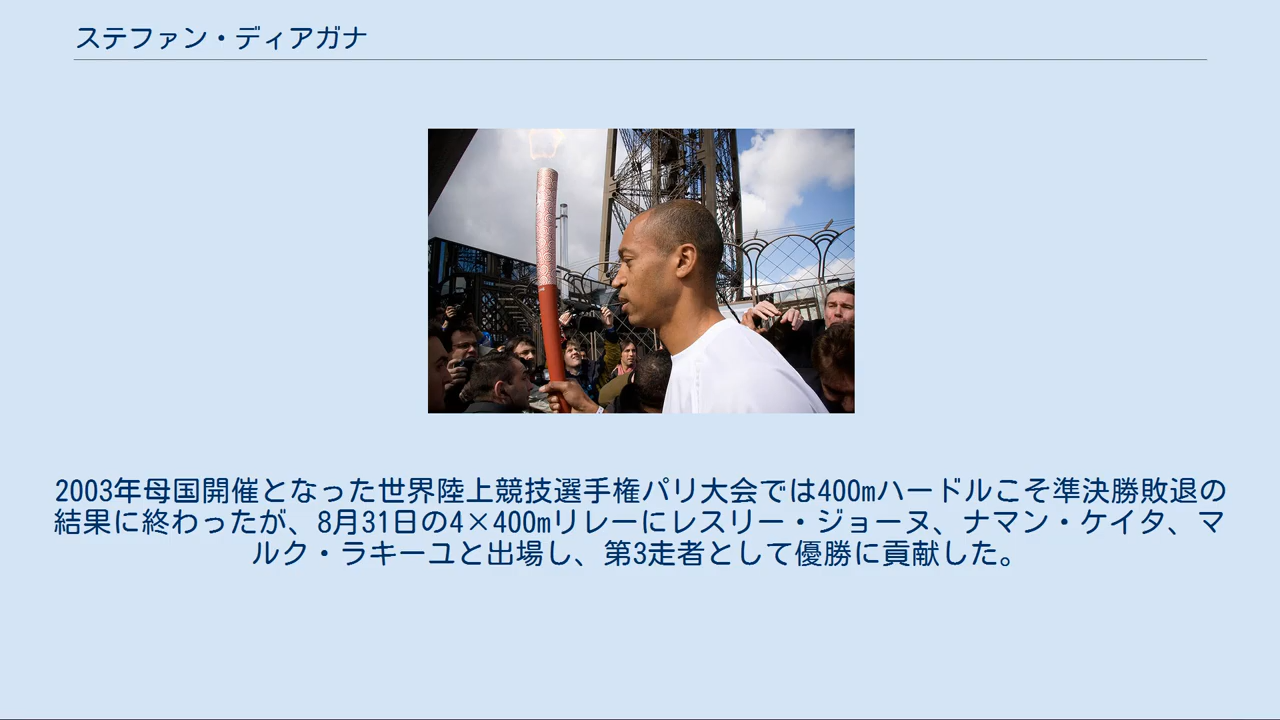 ステファン・ディアガナ
2003年母国開催となった世界陸上競技選手権パリ大会では400mハードルこそ準決勝敗退の
結果に終わったが、8月31日の4×400mリレーにレスリー・ジョーヌ、ナマン・ケイタ、マ
ルク・ラキーユと出場し、第3走者として優勝に貢献した。